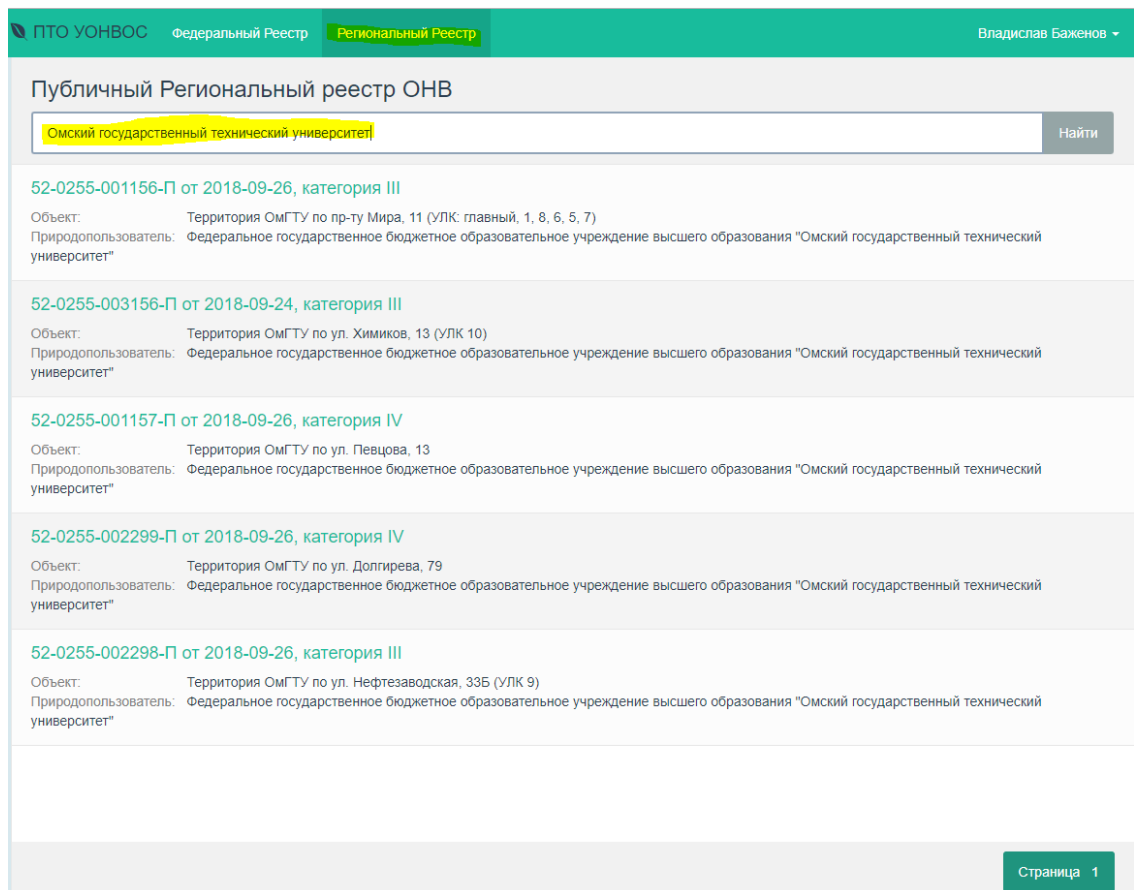 ПТО УОНВОС Федеральный Реестр Региональный Реестр Владислав Баженов
Публичный Региональный реестр ОНВ
Омский государственный технический университет Найти
52-0255-001156-П от 2018-09-26, категория III
Объект: Территория ОмГТУ по пр-ту Мира, 11 (УЛК: главный, 1, 8, 6, 5, 7)
Природопользователь: Федеральное государственное бюджетное образовательное учреждение высшего образования "Омский государственный технический
университет"
52-0255-003156-П от 2018-09-24, категория III
Объект: Территория ОмГТУ по ул. Химиков, 13 (УЛК 10)
Природопользователь: Федеральное государственное бюджетное образовательное учреждение высшего образования "Омский государственный технический
университет"
52-0255-001157-П от 2018-09-26, категория IV
Объект: Территория ОмГТУ по ул. Певцова, 13
Природопользователь: Федеральное государственное бюджетное образовательное учреждение высшего образования "Омский государственный технический
университет"
52-0255-002299-П от 2018-09-26, категория IV
Объект: Территория ОмГТУ по ул. Долгирева, 79
Природопользователь: Федеральное государственное бюджетное образовательное учреждение высшего образования "Омский государственный технический
университет"
52-0255-002298-П от 2018-09-26, категория III
Объект: Территория ОмГТУ по ул. Нефтезаводская, 33Б (УЛК 9)
Природопользователь: Федеральное государственное бюджетное образовательное учреждение высшего образования "Омский государственный технический
университет"
Страница 1